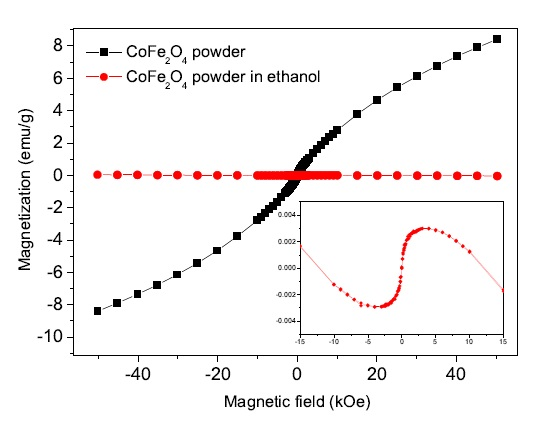 CoFe2O4 powder
CoFe2O4 powder in ethanol
Magnetization (emu/g)
8
6
4
2
0
-2
-4
-6
-8
-10
-40 -20 0 20 40
Magnetic field (kOe)
0.004
0.002
0.000
-0.002
-0.004
-15 -10 -5 0 5 10 15